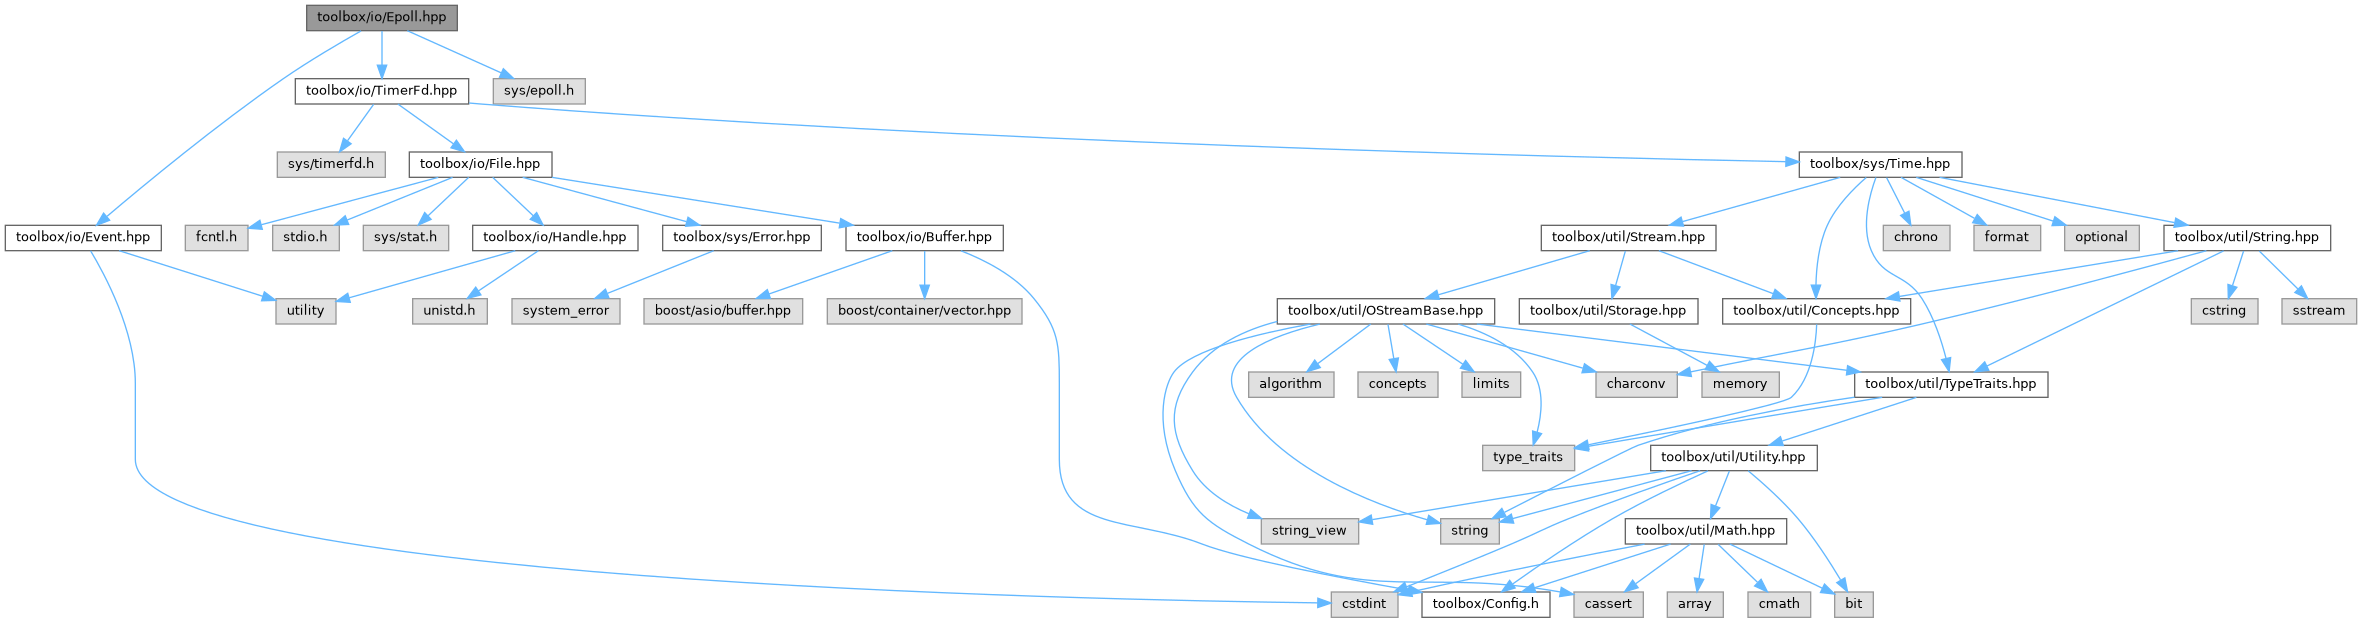 toolbox/io/Epoll.hpp
toolbox/io/TimerFd.hpp
sys/epoll.h
sys/timerfd.h
toolbox/io/File.hpp
toolbox/sys/Time.hpp
toolbox/io/Event.hpp
fcntl.h
stdio.h
sys/stat.h
toolbox/io/Handle.hpp
toolbox/sys/Error.hpp
toolbox/io/Buffer.hpp
toolbox/util/Stream.hpp
chrono
format
optional
toolbox/util/String.hpp
utility
unistd.h
system_error
boost/asio/buffer.hpp
boost/container/vector.hpp
toolbox/util/OStreamBase.hpp
toolbox/util/Storage.hpp
toolbox/util/Concepts.hpp
cstring
sstream
algorithm
concepts
limits
charconv
memory
toolbox/util/TypeTraits.hpp
type_traits
toolbox/util/Utility.hpp
string_view
string
toolbox/util/Math.hpp
cstdint
toolbox/Config.h
cassert
array
cmath
bit